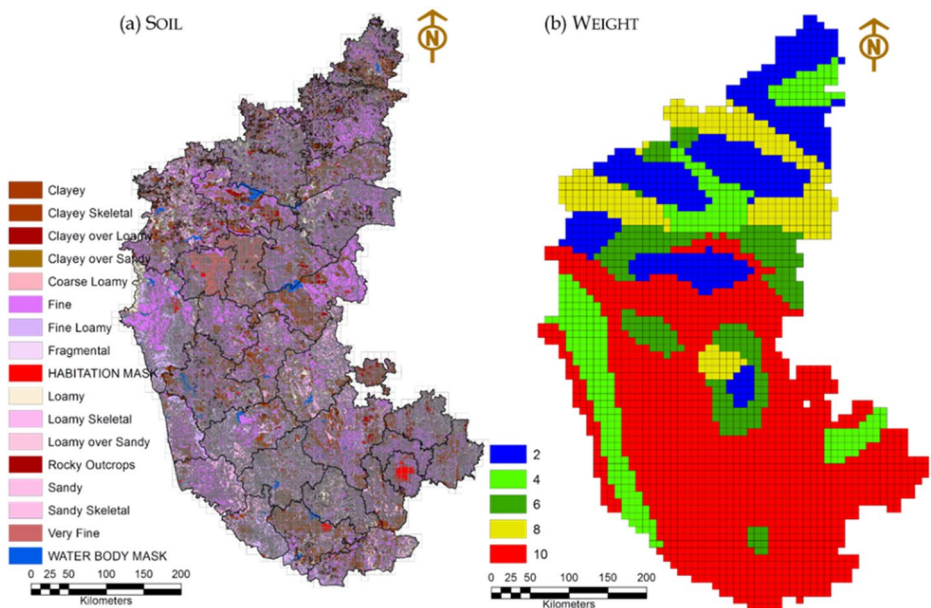 (a) SOIL
N
Clayey
Clayey Skeletal
Clayey over Loamy
Clayey over Sandy
Coarse Loamy
Fine
Fine Loamy
Fragmental
HABITATION MASK
Loamy
Loamy Skeletal
Loamy over Sandy
Rocky Outcrops
Sandy
Sandy Skeletal
Very Fine
WATER BODY MASK
0 25 50 100 150 200
Kilometers
(b) WEIGHT
N
2
4
6
8
10
0 25 50 100 150 200
Kilometers